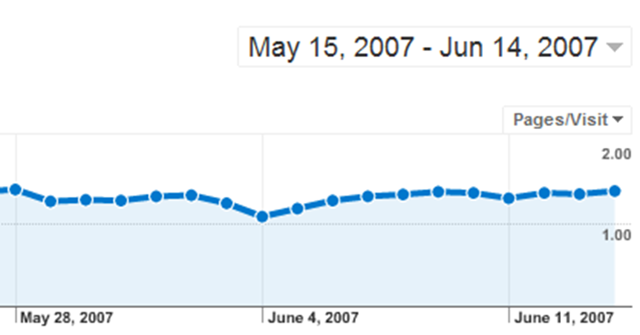 May 15, 2007 - Jun 14, 2007
Pages/Visit
2.00
1.00
May 28, 2007
June 4, 2007
June 11, 2007